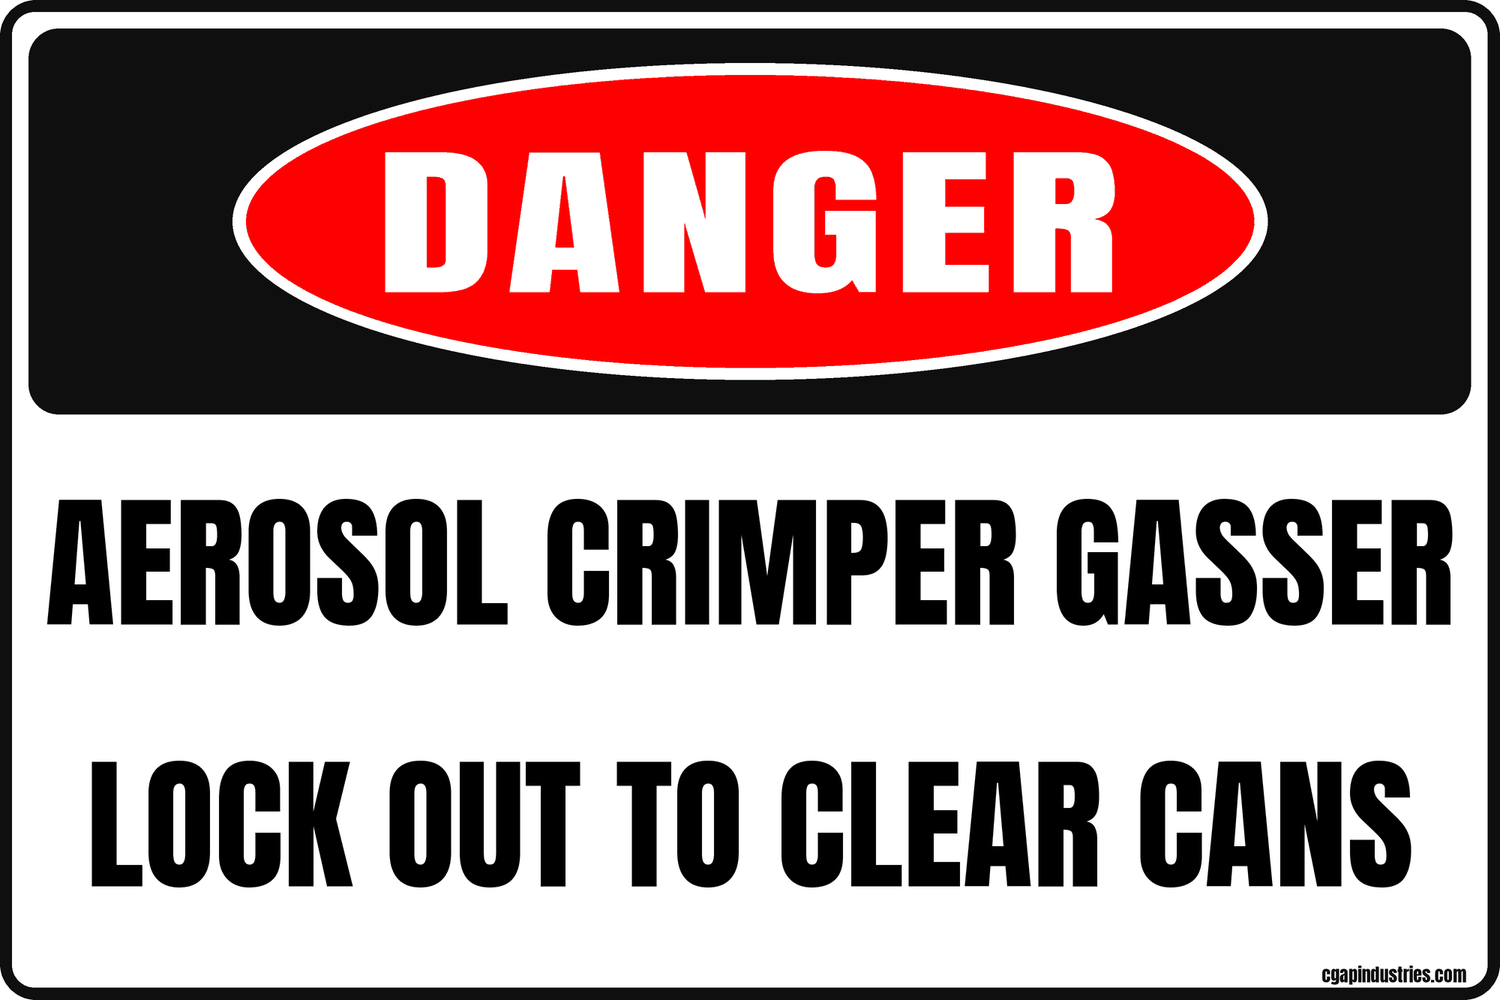 DANGER
AEROSOL CRIMPER GASSER
LOCK OUT TO CLEAR CANS
cgapindustries.com